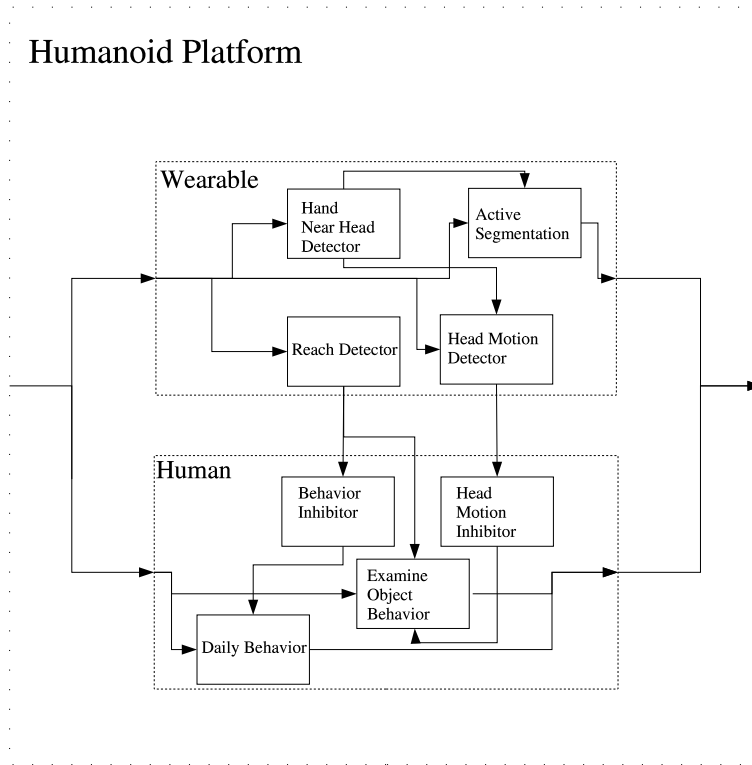 Humanoid Platform
Wearable
Hand
Near Head
Detector
Active
Segmentation
Reach Detector
Head Motion
Detector
Human
Behavior
Inhibitor
Head
Motion
Inhibitor
Examine
Object
Behavior
Daily Behavior